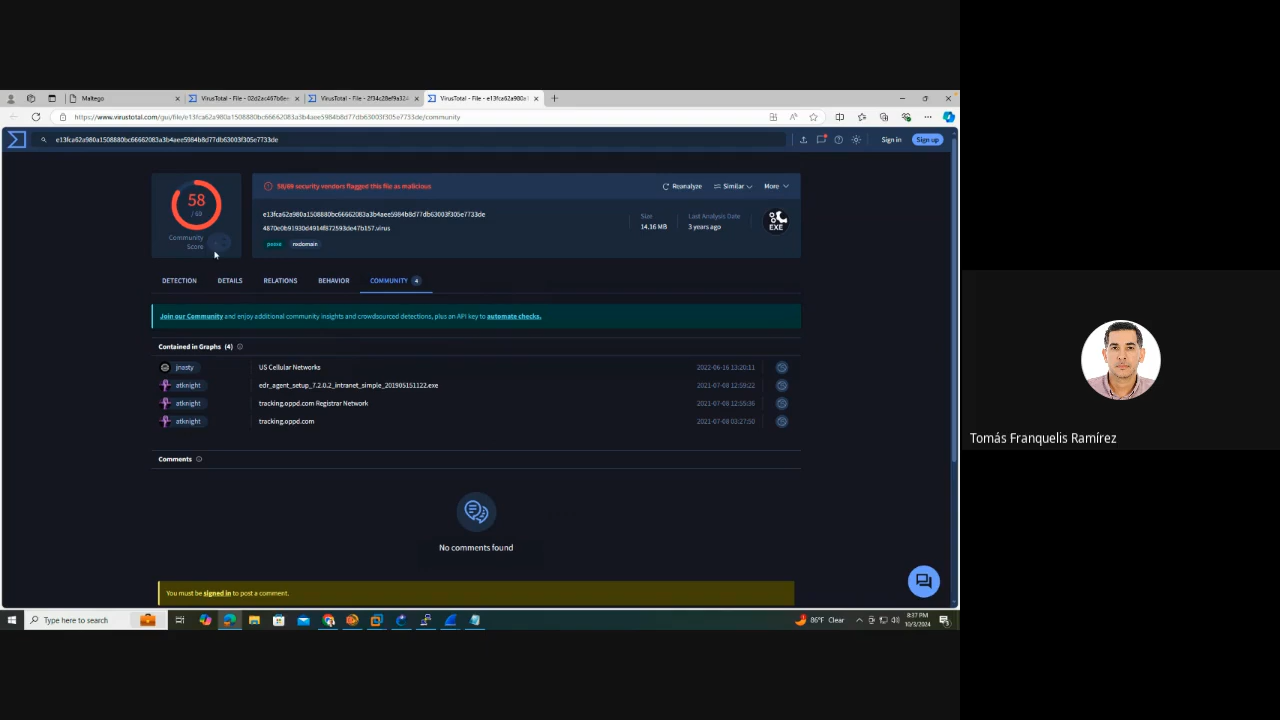 Maltego
VirusTotal - File - 02d2ac467b6ee
VirusTotal - File - 2f34c28ef9a324
VirusTotal - File - e13fca62a980a1
https://www.virustotal.com/gui/file/e13fca62a980a1508880bc66662083a3b4aee5984b8d77db63003f305e7733de/community
e13fca62a980a1508880bc66662083a3b4aee5984b8d77db63003f305e7733de
Sign in
Sign up
58
/ 69
Community
Score
58/69 security vendors flagged this file as malicious
Reanalyze
Similar
More
e13fca62a980a1508880bc66662083a3b4aee5984b8d77db63003f305e7733de
4870e0b91930d4914f872593de47b157.virus
peexe
nxdomain
Size
14.16 MB
Last Analysis Date
3 years ago
EXE
DETECTION
DETAILS
RELATIONS
BEHAVIOR
COMMUNITY 4
Join our Community and enjoy additional community insights and crowdsourced detections, plus an API key to automate checks.
Contained in Graphs (4)
jnasty US Cellular Networks 2022-06-16 13:20:11
atknight edr_agent_setup_7.2.0.2_intranet_simple_201905151122.exe 2021-07-08 12:59:22
atknight tracking.oppd.com Registrar Network 2021-07-08 12:55:36
atknight tracking.oppd.com 2021-07-08 03:27:50
Comments
No comments found
You must be signed in to post a comment.
Type here to search
86°F Clear
8:37 PM
10/3/2024
Tomás Franquelis Ramírez